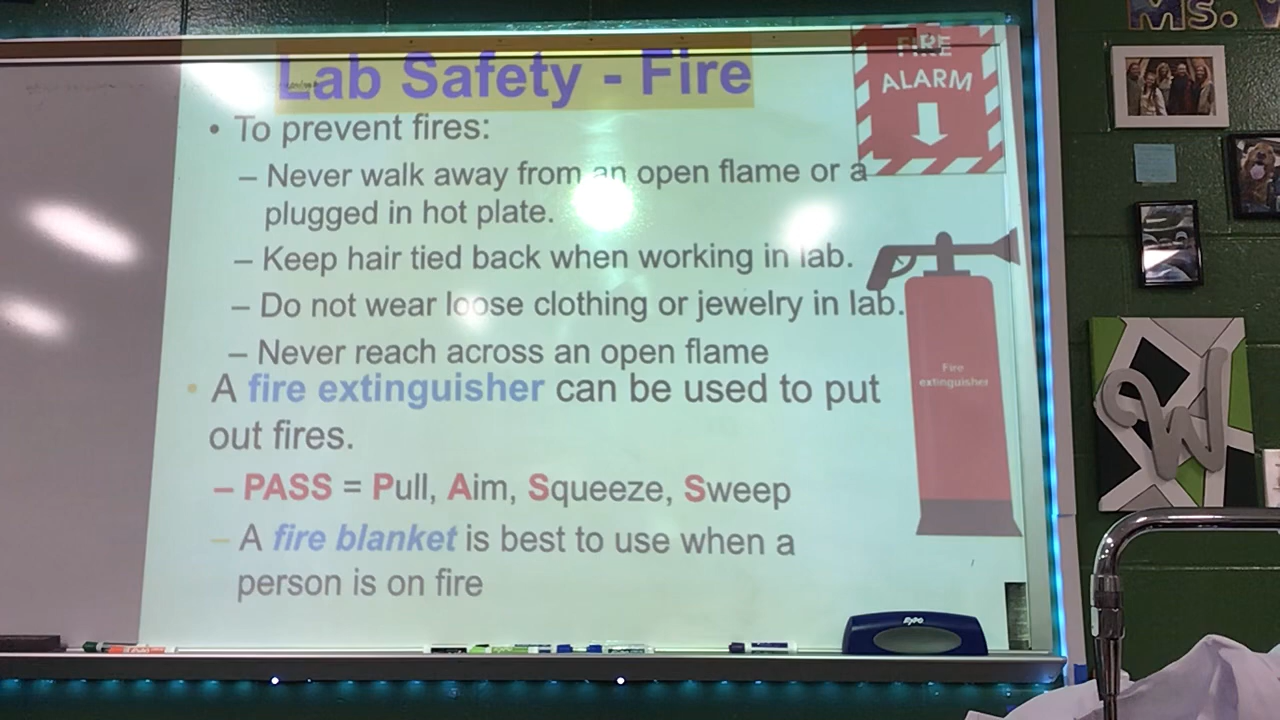 Ms.
Lab Safety - Fire
FIRE
ALARM
• To prevent fires:
– Never walk away from an open flame or a
plugged in hot plate.
– Keep hair tied back when working in lab.
– Do not wear loose clothing or jewelry in lab.
– Never reach across an open flame
• A fire extinguisher can be used to put
out fires.
– PASS = Pull, Aim, Squeeze, Sweep
– A fire blanket is best to use when a
person is on fire
Fire
extinguisher
W
EXPO